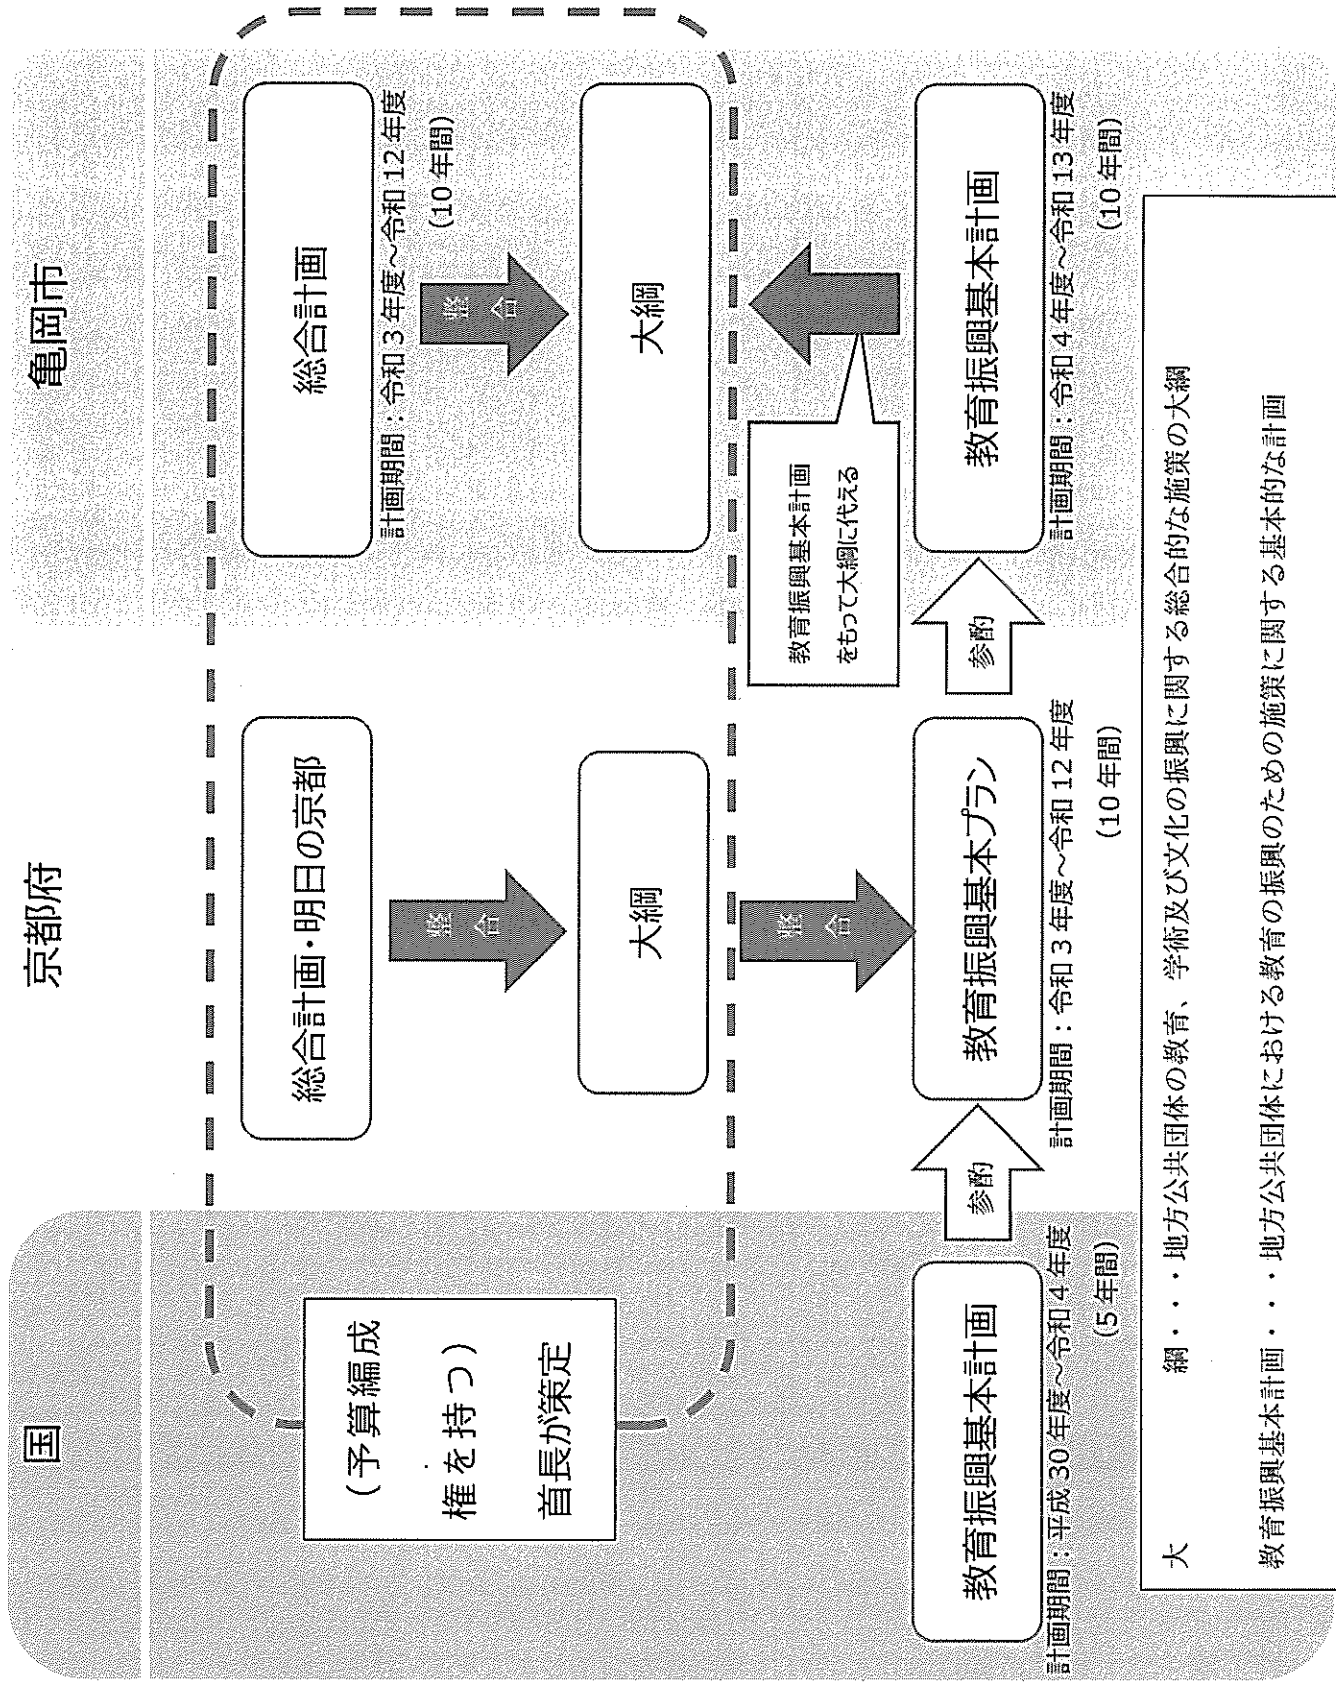 国
京都府
亀岡市
(予算編成
権を持つ)
首長が策定
総合計画・明日の京都
総合計画
計画期間:令和3年度~令和12年度
(10年間)
整
合
整
合
大綱
大綱
整
合
教育振興基本計画
をもって大綱に代える
教育振興基本計画
計画期間:平成30年度~令和4年度
(5年間)
参酌
教育振興基本プラン
計画期間:令和3年度~令和12年度
(10年間)
参酌
教育振興基本計画
計画期間:令和4年度~令和13年度
(10年間)
大 綱・・・地方公共団体の教育、学術及び文化の振興に関する総合的な施策の大綱
教育振興基本計画・・・地方公共団体における教育の振興のための施策に関する基本的な計画